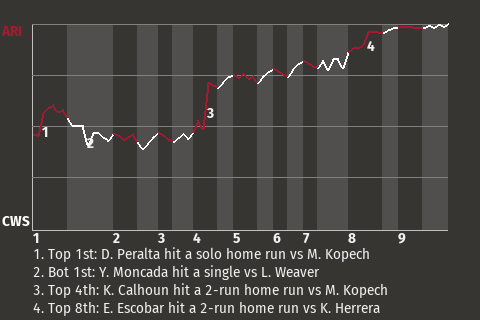 ARI
1
2
3
4
CWS
1 2 3 4 5 6 7 8 9
1. Top 1st: D. Peralta hit a solo home run vs M. Kopech
2. Bot 1st: Y. Moncada hit a single vs L. Weaver
3. Top 4th: K. Calhoun hit a 2-run home run vs M. Kopech
4. Top 8th: E. Escobar hit a 2-run home run vs K. Herrera